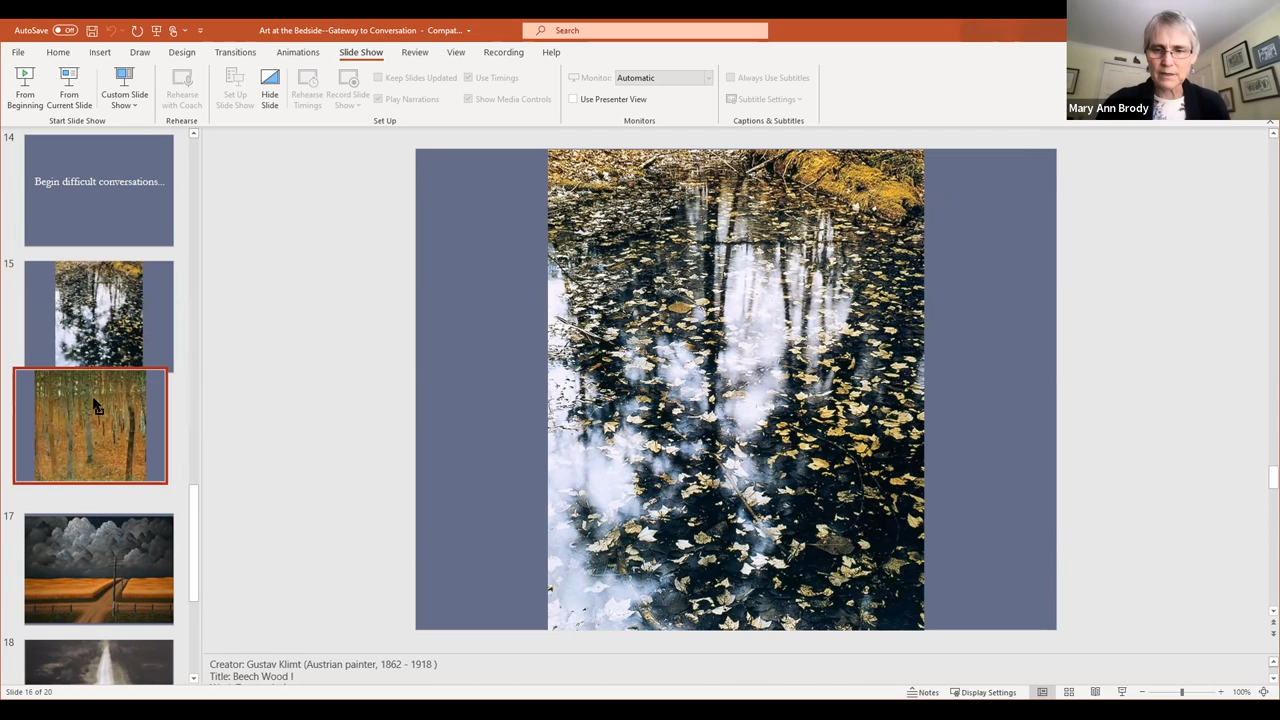 AutoSave Off
Art at the Bedside--Gateway to Conversation - Compat...
Search
File Home Insert Draw Design Transitions Animations Slide Show Review View Recording Help
From Beginning
From Current Slide
Custom Slide Show
Rehearse with Coach
Set Up Slide Show
Hide Slide
Rehearse Timings
Record Slide Show
Keep Slides Updated
Play Narrations
Use Timings
Show Media Controls
Monitor: Automatic
Use Presenter View
Always Use Subtitles
Subtitle Settings
Start Slide Show
Rehearse
Set Up
Monitors
Captions & Subtitles
Mary Ann Brody
14
Begin difficult conversations...
15
17
18
Creator: Gustav Klimt (Austrian painter, 1862 - 1918 )
Title: Beech Wood I
Slide 16 of 20
Notes
Display Settings
100%